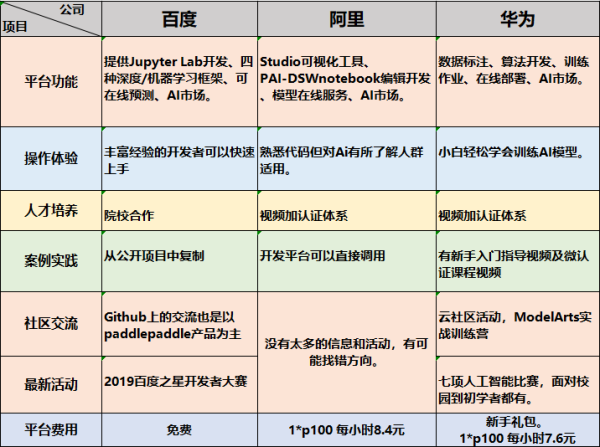 公司
项目
百度
阿里
华为
平台功能
提供Jupyter Lab开发、四
种深度/机器学习框架、可
在线预测、AI市场。
Studio可视化工具、
PAI-DSWnotebook编辑开发
、模型在线服务、AI市场。
数据标注、算法开发、训练
作业、在线部署、AI市场。
操作体验
丰富经验的开发者可以快速
上手
熟悉代码但对Ai有所了解人群
适用。
小白轻松学会训练AI模型。
人才培养
院校合作
视频加认证体系
视频加认证体系
案例实践
从公开项目中复制
开发平台可以直接调用
有新手入门指导视频及微认
证课程视频
社区交流
Github上的交流也是以
paddlepaddle产品为主
没有太多的信息和活动，有可
能找错方向。
云社区活动，ModelArts实
战训练营
最新活动
2019百度之星开发者大赛
七项人工智能比赛，面对校
园到初学者都有。
平台费用
免费
1*p100 每小时8.4元
新手礼包。
1*p100 每小时7.6元